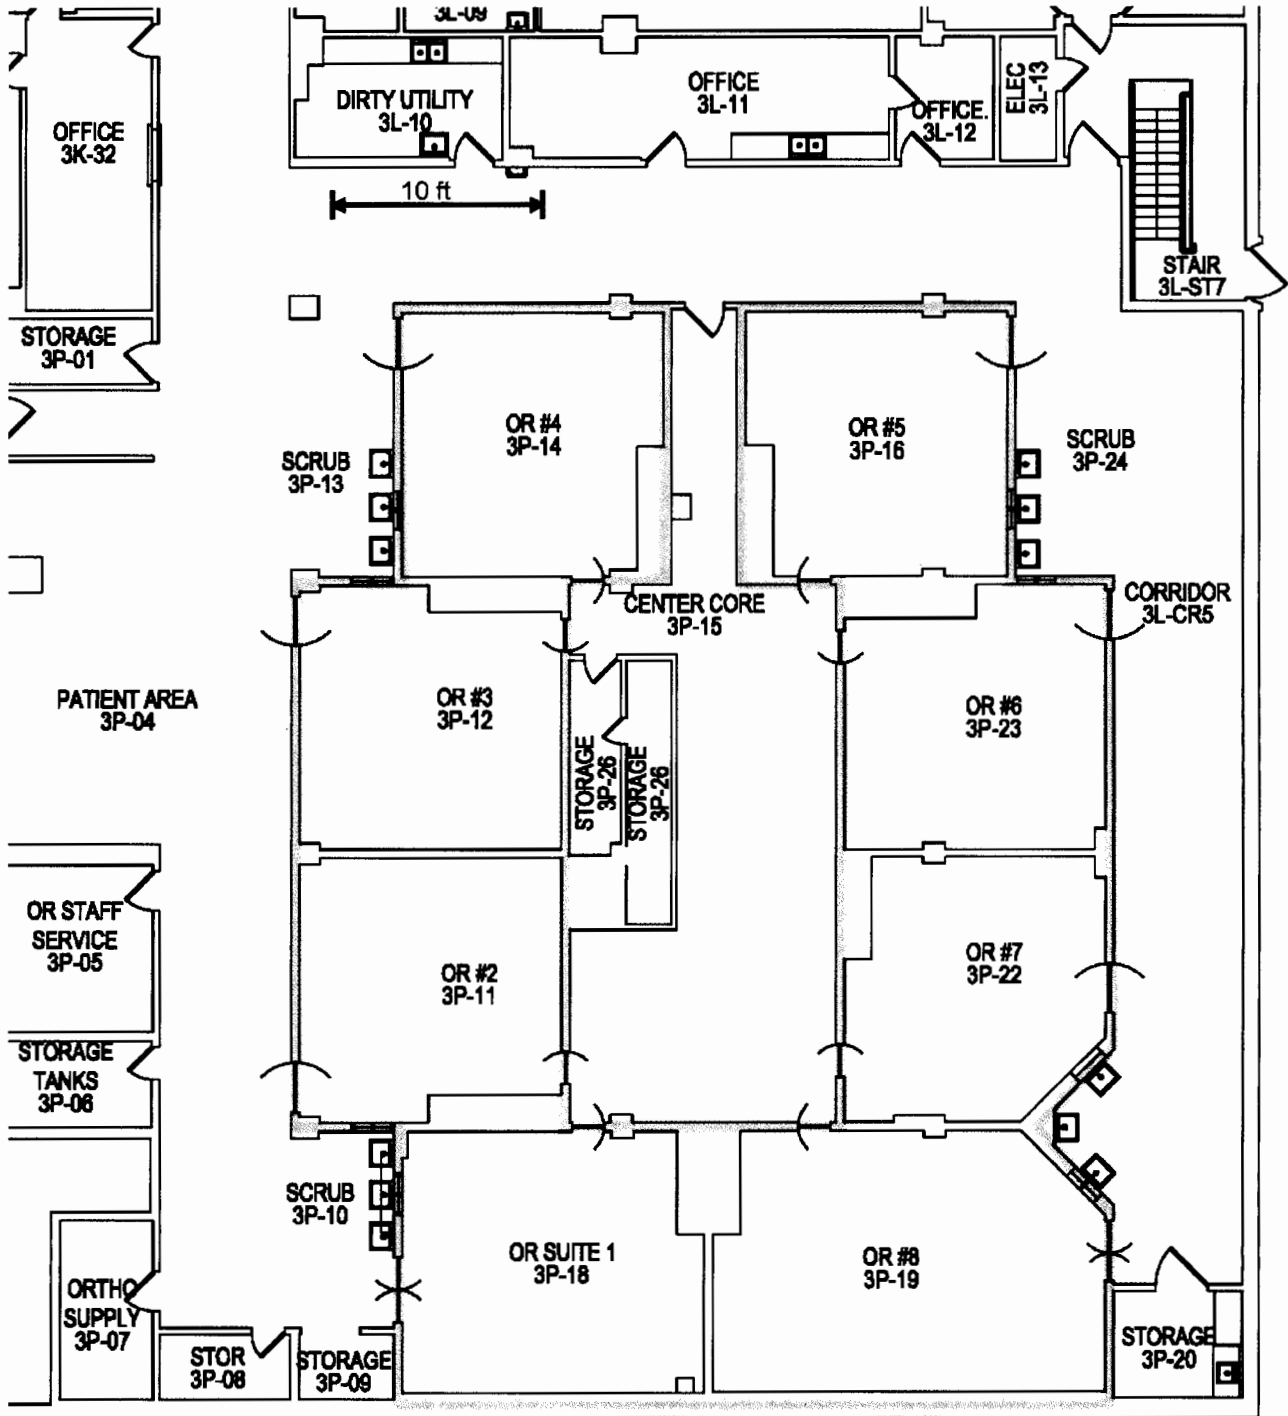 3L-09
DIRTY UTILITY
3L-10
OFFICE
3L-11
OFFICE.
3L-12
ELEC
3L-13
OFFICE
3K-32
10 ft
STAIR
3L-ST7
STORAGE
3P-01
OR #4
3P-14
OR #5
3P-16
SCRUB
3P-13
SCRUB
3P-24
CENTER CORE
3P-15
CORRIDOR
3L-CR5
PATIENT AREA
3P-04
OR #3
3P-12
OR #6
3P-23
STORAGE
3P-26
STORAGE
3P-26
OR STAFF
SERVICE
3P-05
OR #2
3P-11
OR #7
3P-22
STORAGE
TANKS
3P-06
SCRUB
3P-10
OR SUITE 1
3P-18
OR #8
3P-19
ORTHO
SUPPLY
3P-07
STOR
3P-08
STORAGE
3P-09
STORAGE
3P-20